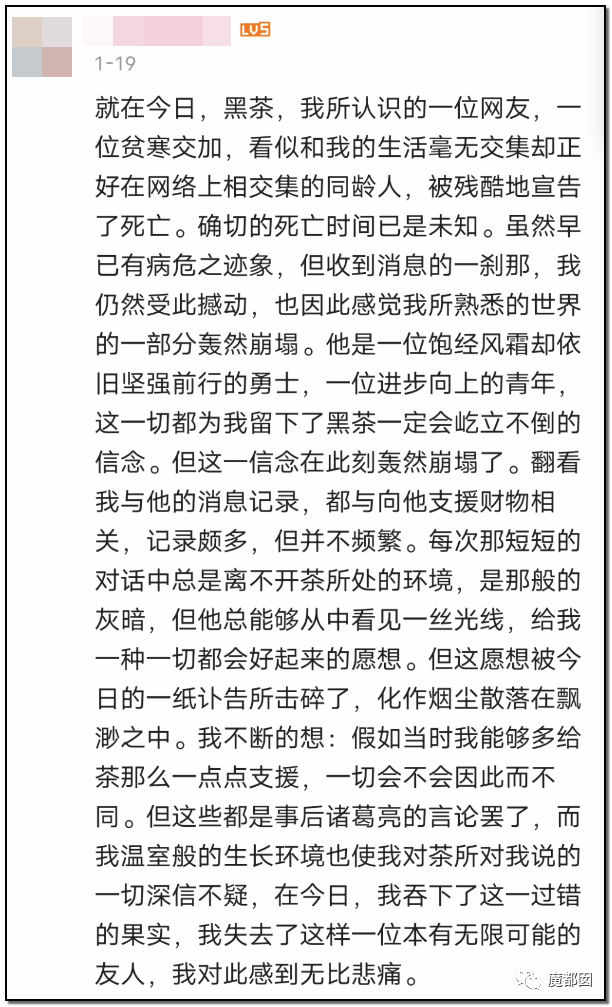 LV5
1-19
就在今日，黑茶，我所认识的一位网友，一
位贫寒交加，看似和我的生活毫无交集却正
好在网络上相交集的同龄人，被残酷地宣告
了死亡。确切的死亡时间已是未知。虽然早
已有病危之迹象，但收到消息的一刹那，我
仍然受此撼动，也因此感觉我所熟悉的世界
的一部分轰然崩塌。他是一位饱经风霜却依
旧坚强前行的勇士，一位进步向上的青年，
这一切都为我留下了黑茶一定会屹立不倒的
信念。但这一信念在此刻轰然崩塌了。翻看
我与他的消息记录，都与向他支援财物相
关，记录颇多，但并不频繁。每次那短短的
对话中总是离不开茶所处的环境，是那般的
灰暗，但他总能够从中看见一丝光线，给我
一种一切都会好起来的愿想。但这愿想被今
日的一纸讣告所击碎了，化作烟尘散落在飘
渺之中。我不断的想：假如当时我能够多给
茶那么一点点支援，一切会不会因此而不
同。但这些都是事后诸葛亮的言论罢了，而
我温室般的生长环境也使我对茶所对我说的
一切深信不疑，在今日，我吞下了这一过错
的果实，我失去了这样一位本有无限可能的
友人，我对此感到无比悲痛。
魔都囡